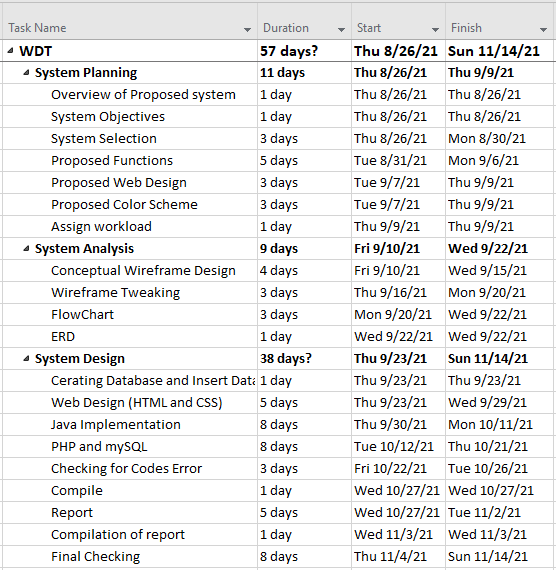 Task Name Duration Start Finish
WDT 57 days? Thu 8/26/21 Sun 11/14/21
System Planning 11 days Thu 8/26/21 Thu 9/9/21
Overview of Proposed system 1 day Thu 8/26/21 Thu 8/26/21
System Objectives 1 day Thu 8/26/21 Thu 8/26/21
System Selection 3 days Thu 8/26/21 Mon 8/30/21
Proposed Functions 5 days Tue 8/31/21 Mon 9/6/21
Proposed Web Design 3 days Tue 9/7/21 Thu 9/9/21
Proposed Color Scheme 3 days Tue 9/7/21 Thu 9/9/21
Assign workload 1 day Thu 9/9/21 Thu 9/9/21
System Analysis 9 days Fri 9/10/21 Wed 9/22/21
Conceptual Wireframe Design 4 days Fri 9/10/21 Wed 9/15/21
Wireframe Tweaking 3 days Thu 9/16/21 Mon 9/20/21
FlowChart 3 days Mon 9/20/21 Wed 9/22/21
ERD 1 day Wed 9/22/21 Wed 9/22/21
System Design 38 days? Thu 9/23/21 Sun 11/14/21
Cerating Database and Insert Data 1 day Thu 9/23/21 Thu 9/23/21
Web Design (HTML and CSS) 5 days Thu 9/23/21 Wed 9/29/21
Java Implementation 8 days Thu 9/30/21 Mon 10/11/21
PHP and mySQL 8 days Tue 10/12/21 Thu 10/21/21
Checking for Codes Error 3 days Fri 10/22/21 Tue 10/26/21
Compile 1 day Wed 10/27/21 Wed 10/27/21
Report 5 days Wed 10/27/21 Tue 11/2/21
Compilation of report 1 day Wed 11/3/21 Wed 11/3/21
Final Checking 8 days Thu 11/4/21 Sun 11/14/21